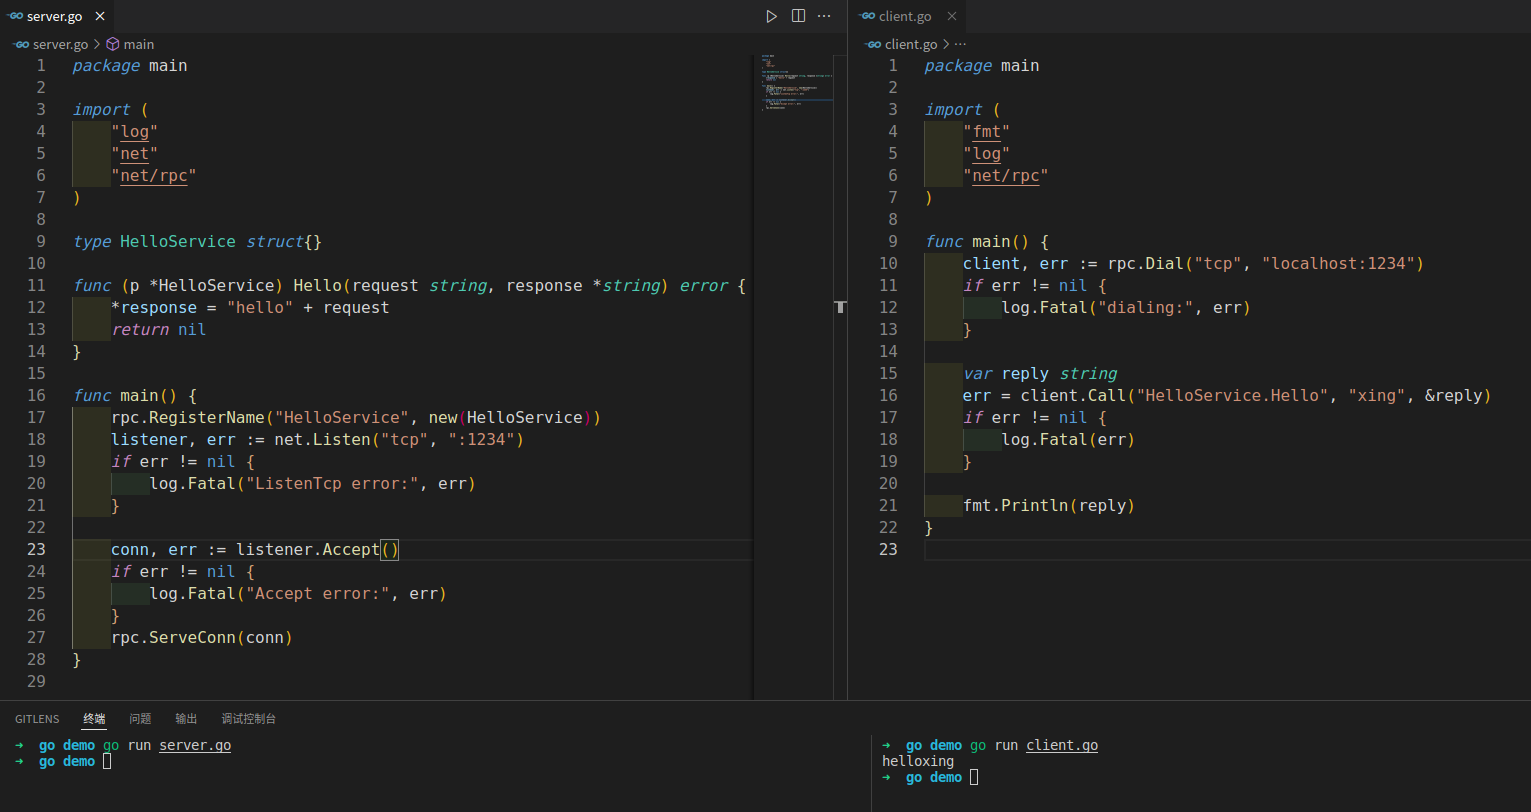 server.go
server.go > main
1 package main
2
3 import (
4     "log"
5     "net"
6     "net/rpc"
7 )
8
9 type HelloService struct{}
10
11 func (p *HelloService) Hello(request string, response *string) error {
12     *response = "hello" + request
13     return nil
14 }
15
16 func main() {
17     rpc.RegisterName("HelloService", new(HelloService))
18     listener, err := net.Listen("tcp", ":1234")
19     if err != nil {
20         log.Fatal("ListenTcp error:", err)
21     }
22
23     conn, err := listener.Accept()
24     if err != nil {
25         log.Fatal("Accept error:", err)
26     }
27     rpc.ServeConn(conn)
28 }
29
client.go
client.go > ...
1 package main
2
3 import (
4     "fmt"
5     "log"
6     "net/rpc"
7 )
8
9 func main() {
10     client, err := rpc.Dial("tcp", "localhost:1234")
11     if err != nil {
12         log.Fatal("dialing:", err)
13     }
14
15     var reply string
16     err = client.Call("HelloService.Hello", "xing", &reply)
17     if err != nil {
18         log.Fatal(err)
19     }
20
21     fmt.Println(reply)
22 }
23
GITLENS 终端 问题 输出 调试控制台
→ go demo go run server.go
→ go demo
→ go demo go run client.go
helloxing
→ go demo